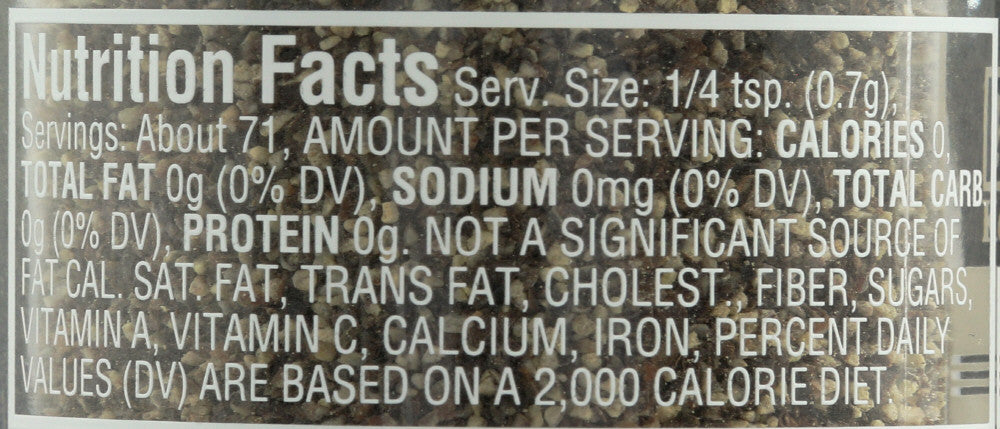 Nutrition Facts Serv. Size: 1/4 tsp. (0.7g),
Servings: About 71, AMOUNT PER SERVING: CALORIES 0,
TOTAL FAT 0g (0% DV), SODIUM 0mg (0% DV), TOTAL CARB.
0g (0% DV), PROTEIN 0g. NOT A SIGNIFICANT SOURCE OF
FAT CAL. SAT. FAT, TRANS FAT, CHOLEST., FIBER, SUGARS,
VITAMIN A, VITAMIN C, CALCIUM, IRON, PERCENT DAILY
VALUES (DV) ARE BASED ON A 2,000 CALORIE DIET.